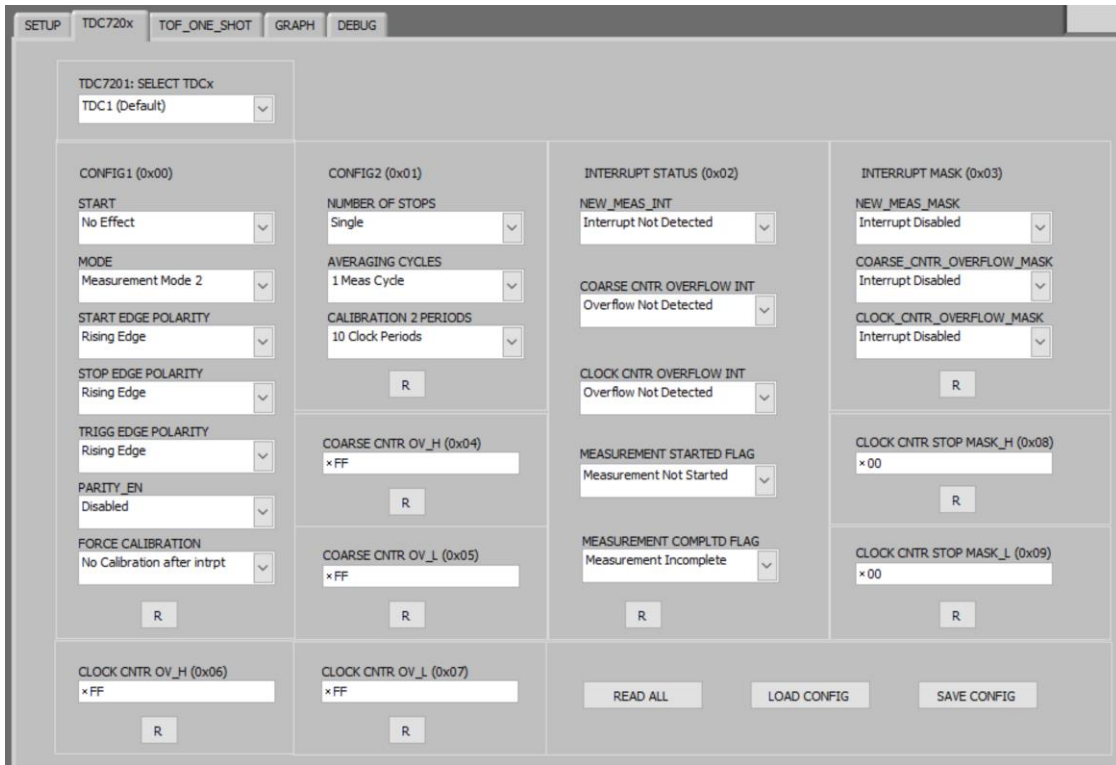 SETUP
TDC720x
TOF_ONE_SHOT
GRAPH
DEBUG
TDC7201: SELECT TDCx
TDC1 (Default)
CONFIG1 (0x00)
START
No Effect
MODE
Measurement Mode 2
START EDGE POLARITY
Rising Edge
STOP EDGE POLARITY
Rising Edge
TRIGG EDGE POLARITY
Rising Edge
PARITY_EN
Disabled
FORCE CALIBRATION
No Calibration after intrpt
R
CONFIG2 (0x01)
NUMBER OF STOPS
Single
AVERAGING CYCLES
1 Meas Cycle
CALIBRATION 2 PERIODS
10 Clock Periods
R
COARSE CNTR OV_H (0x04)
×FF
R
COARSE CNTR OV_L (0x05)
×FF
R
INTERRUPT STATUS (0x02)
NEW_MEAS_INT
Interrupt Not Detected
COARSE CNTR OVERFLOW INT
Overflow Not Detected
CLOCK CNTR OVERFLOW INT
Overflow Not Detected
MEASUREMENT STARTED FLAG
Measurement Not Started
MEASUREMENT COMPLTD FLAG
Measurement Incomplete
R
INTERRUPT MASK (0x03)
NEW_MEAS_MASK
Interrupt Disabled
COARSE_CNTR_OVERFLOW_MASK
Interrupt Disabled
CLOCK_CNTR_OVERFLOW_MASK
Interrupt Disabled
R
CLOCK CNTR STOP MASK_H (0x08)
×00
R
CLOCK CNTR STOP MASK_L (0x09)
×00
R
CLOCK CNTR OV_H (0x06)
×FF
R
CLOCK CNTR OV_L (0x07)
×FF
R
READ ALL
LOAD CONFIG
SAVE CONFIG